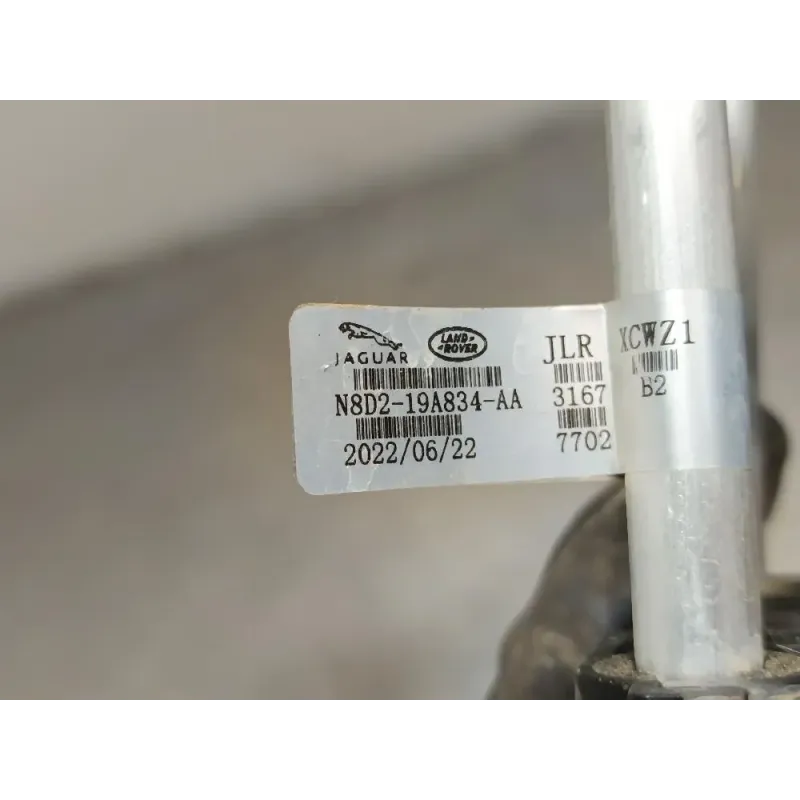 JAGUAR
LAND
ROVER
N8D2-19A834-AA
2022/06/22
JLR
3167
7702
XCWZ1
B2